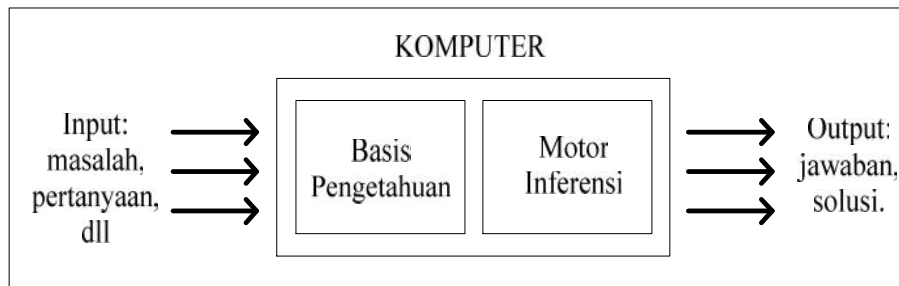 KOMPUTER
Input:
masalah,
pertanyaan,
dll
Basis
Pengetahuan
Motor
Inferensi
Output:
jawaban,
solusi.